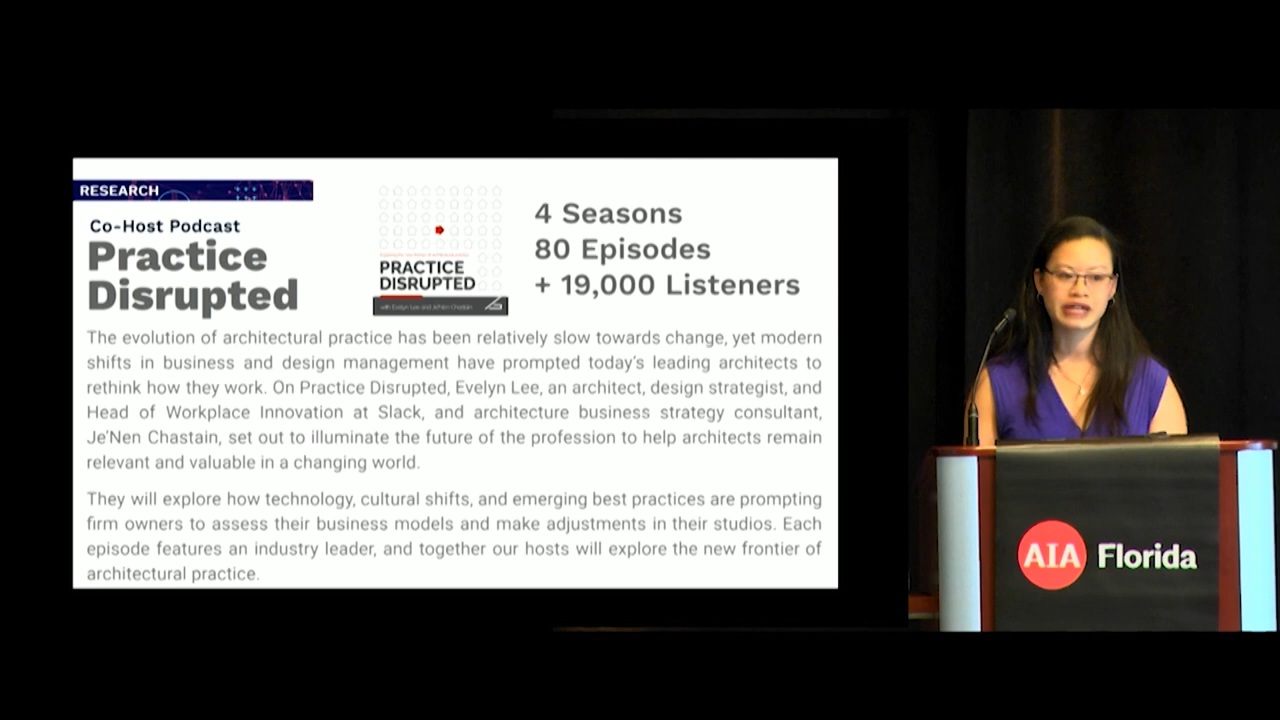 RESEARCH
Co-Host Podcast
Practice
Disrupted
PRACTICE
DISRUPTED
with Evelyn Lee and Je'Nen Chastain
4 Seasons
80 Episodes
+ 19,000 Listeners
The evolution of architectural practice has been relatively slow towards change, yet modern
shifts in business and design management have prompted today's leading architects to
rethink how they work. On Practice Disrupted, Evelyn Lee, an architect, design strategist, and
Head of Workplace Innovation at Slack, and architecture business strategy consultant,
Je'Nen Chastain, set out to illuminate the future of the profession to help architects remain
relevant and valuable in a changing world.
They will explore how technology, cultural shifts, and emerging best practices are prompting
firm owners to assess their business models and make adjustments in their studios. Each
episode features an industry leader, and together our hosts will explore the new frontier of
architectural practice.
AIA Florida